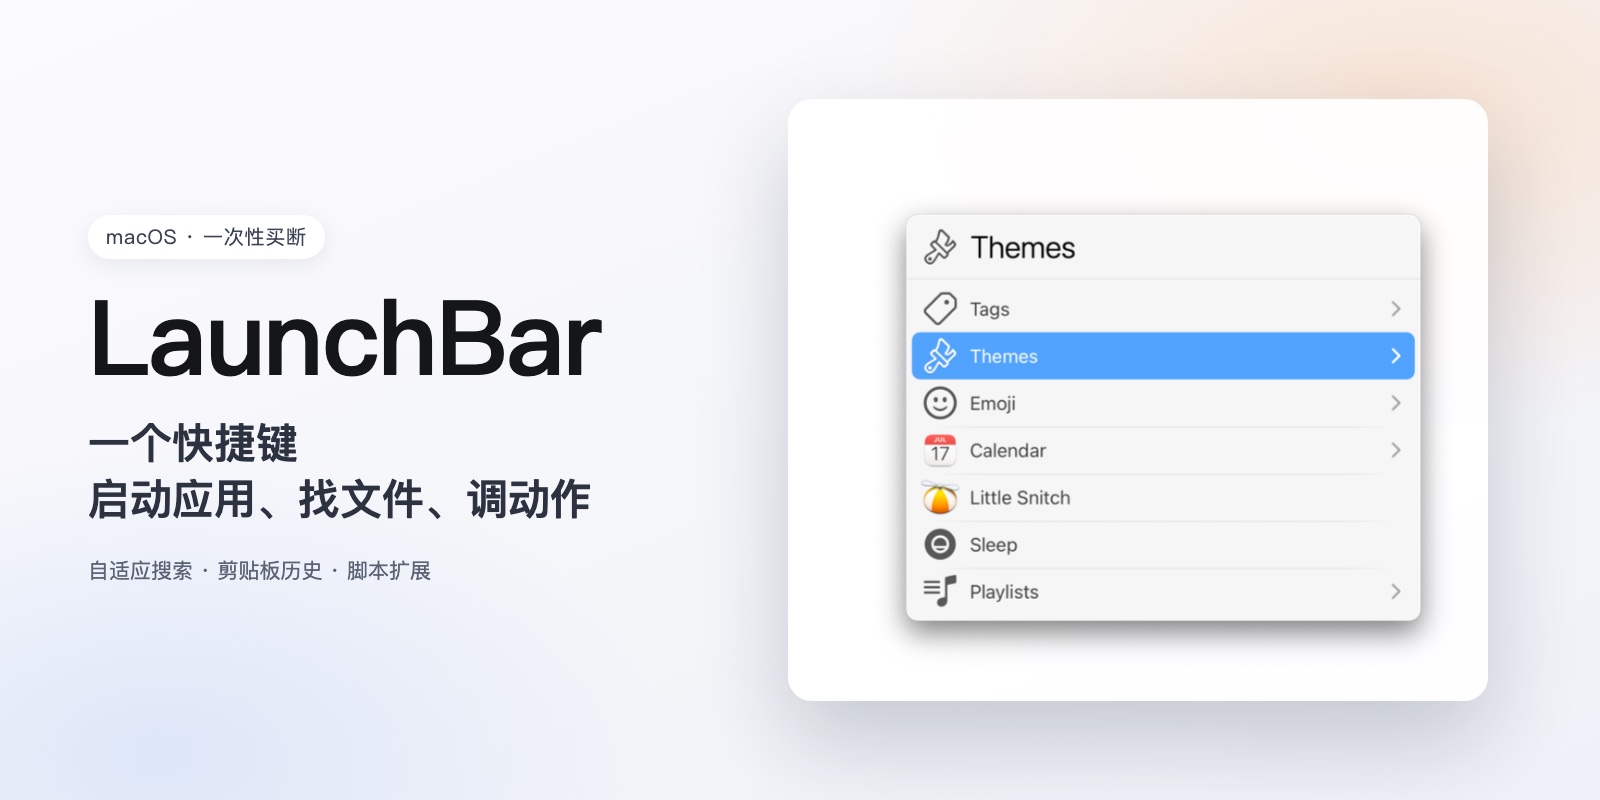 macOS · 一次性买断
LaunchBar
一个快捷键
启动应用、找文件、调动作
自适应搜索 · 剪贴板历史 · 脚本扩展
Themes
Tags
Themes
Emoji
JUL
17
Calendar
Little Snitch
Sleep
Playlists